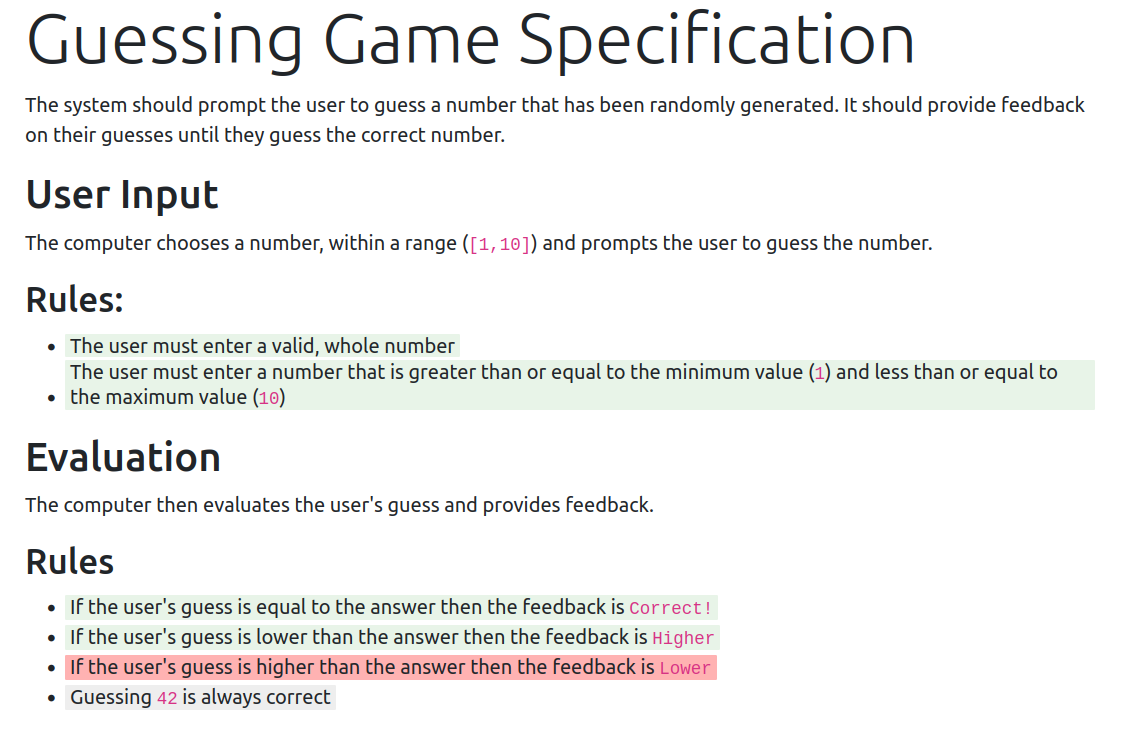 Guessing Game Specification
The system should prompt the user to guess a number that has been randomly generated. It should provide feedback
on their guesses until they guess the correct number.
User Input
The computer chooses a number, within a range ([1,10]) and prompts the user to guess the number.
Rules:
• The user must enter a valid, whole number
The user must enter a number that is greater than or equal to the minimum value (1) and less than or equal to
• the maximum value (10)
Evaluation
The computer then evaluates the user's guess and provides feedback.
Rules
• If the user's guess is equal to the answer then the feedback is Correct!
• If the user's guess is lower than the answer then the feedback is Higher
• If the user's guess is higher than the answer then the feedback is Lower
• Guessing 42 is always correct